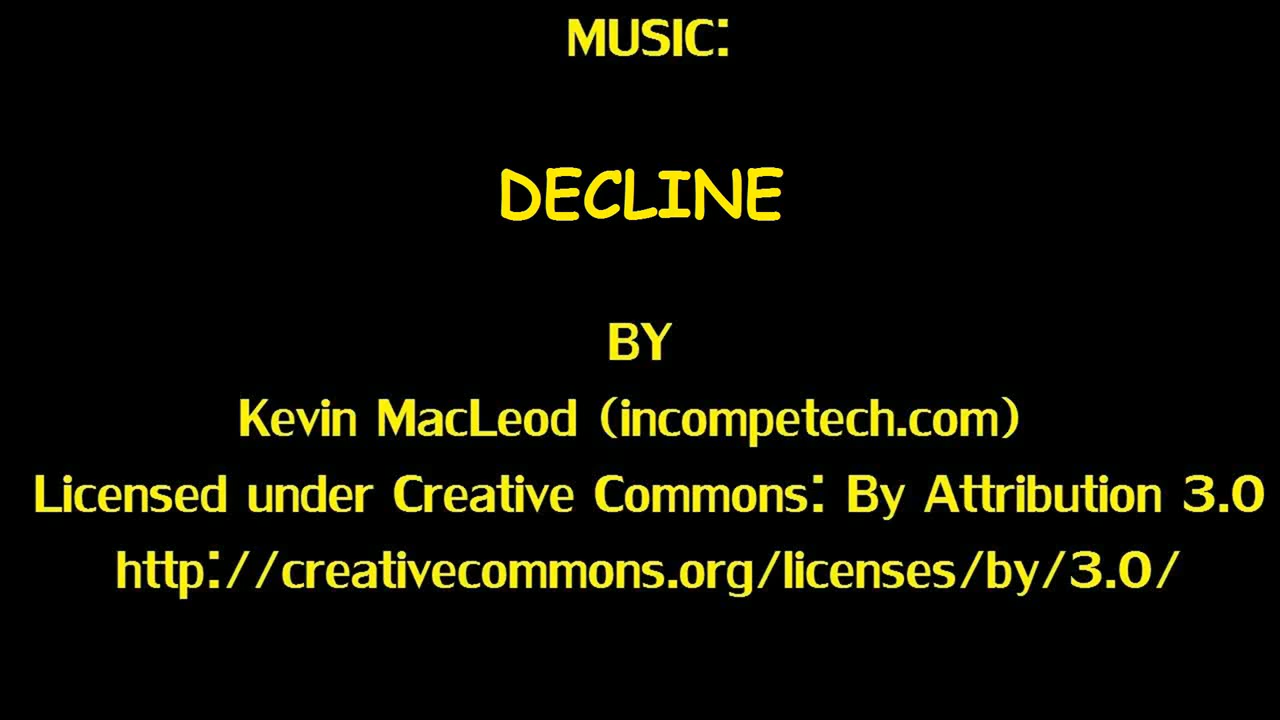 MUSIC:
DECLINE
BY
Kevin MacLeod (incompetech.com)
Licensed under Creative Commons: By Attribution 3.0
http://creativecommons.org/licenses/by/3.0/